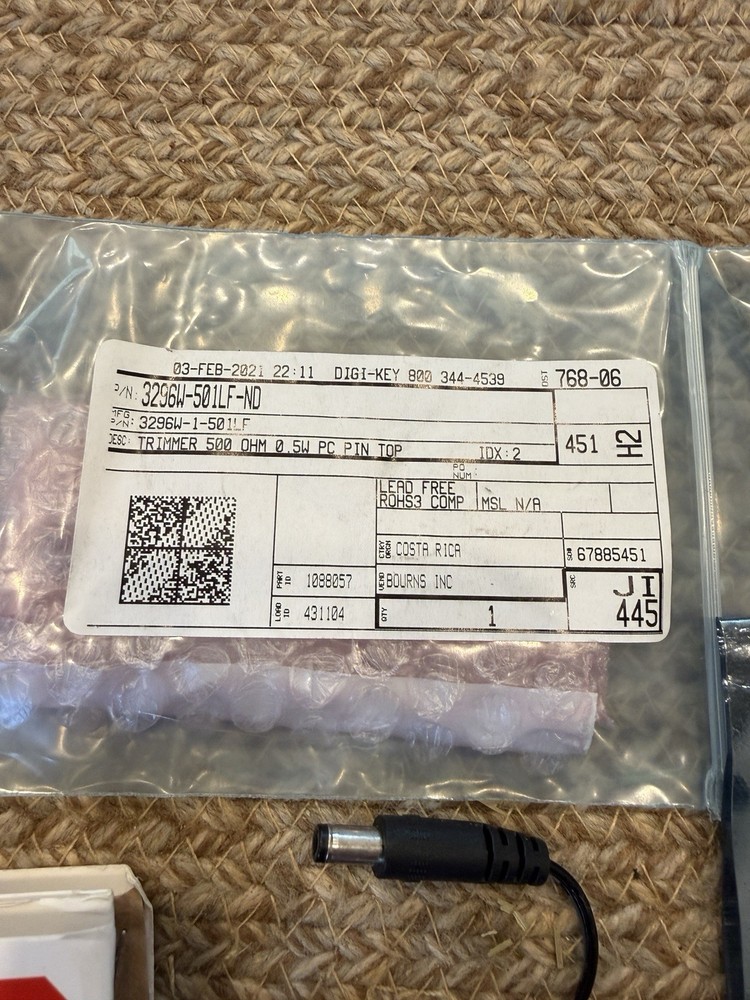 03-FEB-2021 22:11 DIGI-KEY 800 344-4539 DST 768-06
P/N: 3296W-501LF-ND
MFG P/N: 3296W-1-501LF
DESC: TRIMMER 500 OHM 0.5W PC PIN TOP IDX:2
451 H2
PO NUM:
LEAD FREE
ROHS3 COMP MSL N/A
CTRY ORGN COSTA RICA SO# 67885451
PART ID 1088057 VEND BOURNS INC SRC JI
LOAD ID 431104 QTY 1 445